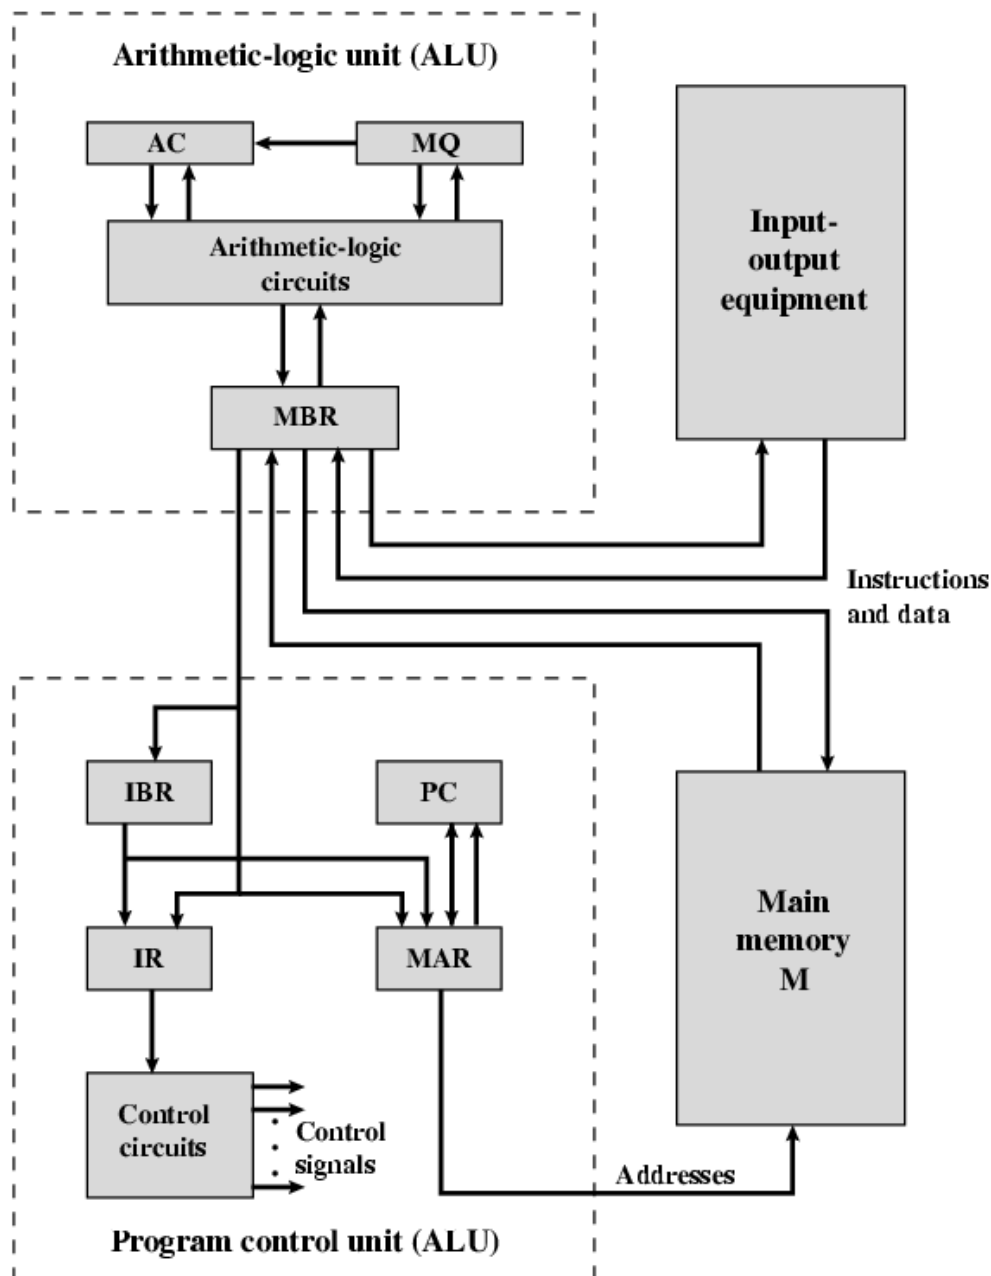 Arithmetic-logic unit (ALU)
AC
MQ
Arithmetic-logic
circuits
MBR
Input-
output
equipment
Instructions
and data
IBR
PC
IR
MAR
Main
memory
M
Control
circuits
Control
signals
Addresses
Program control unit (ALU)